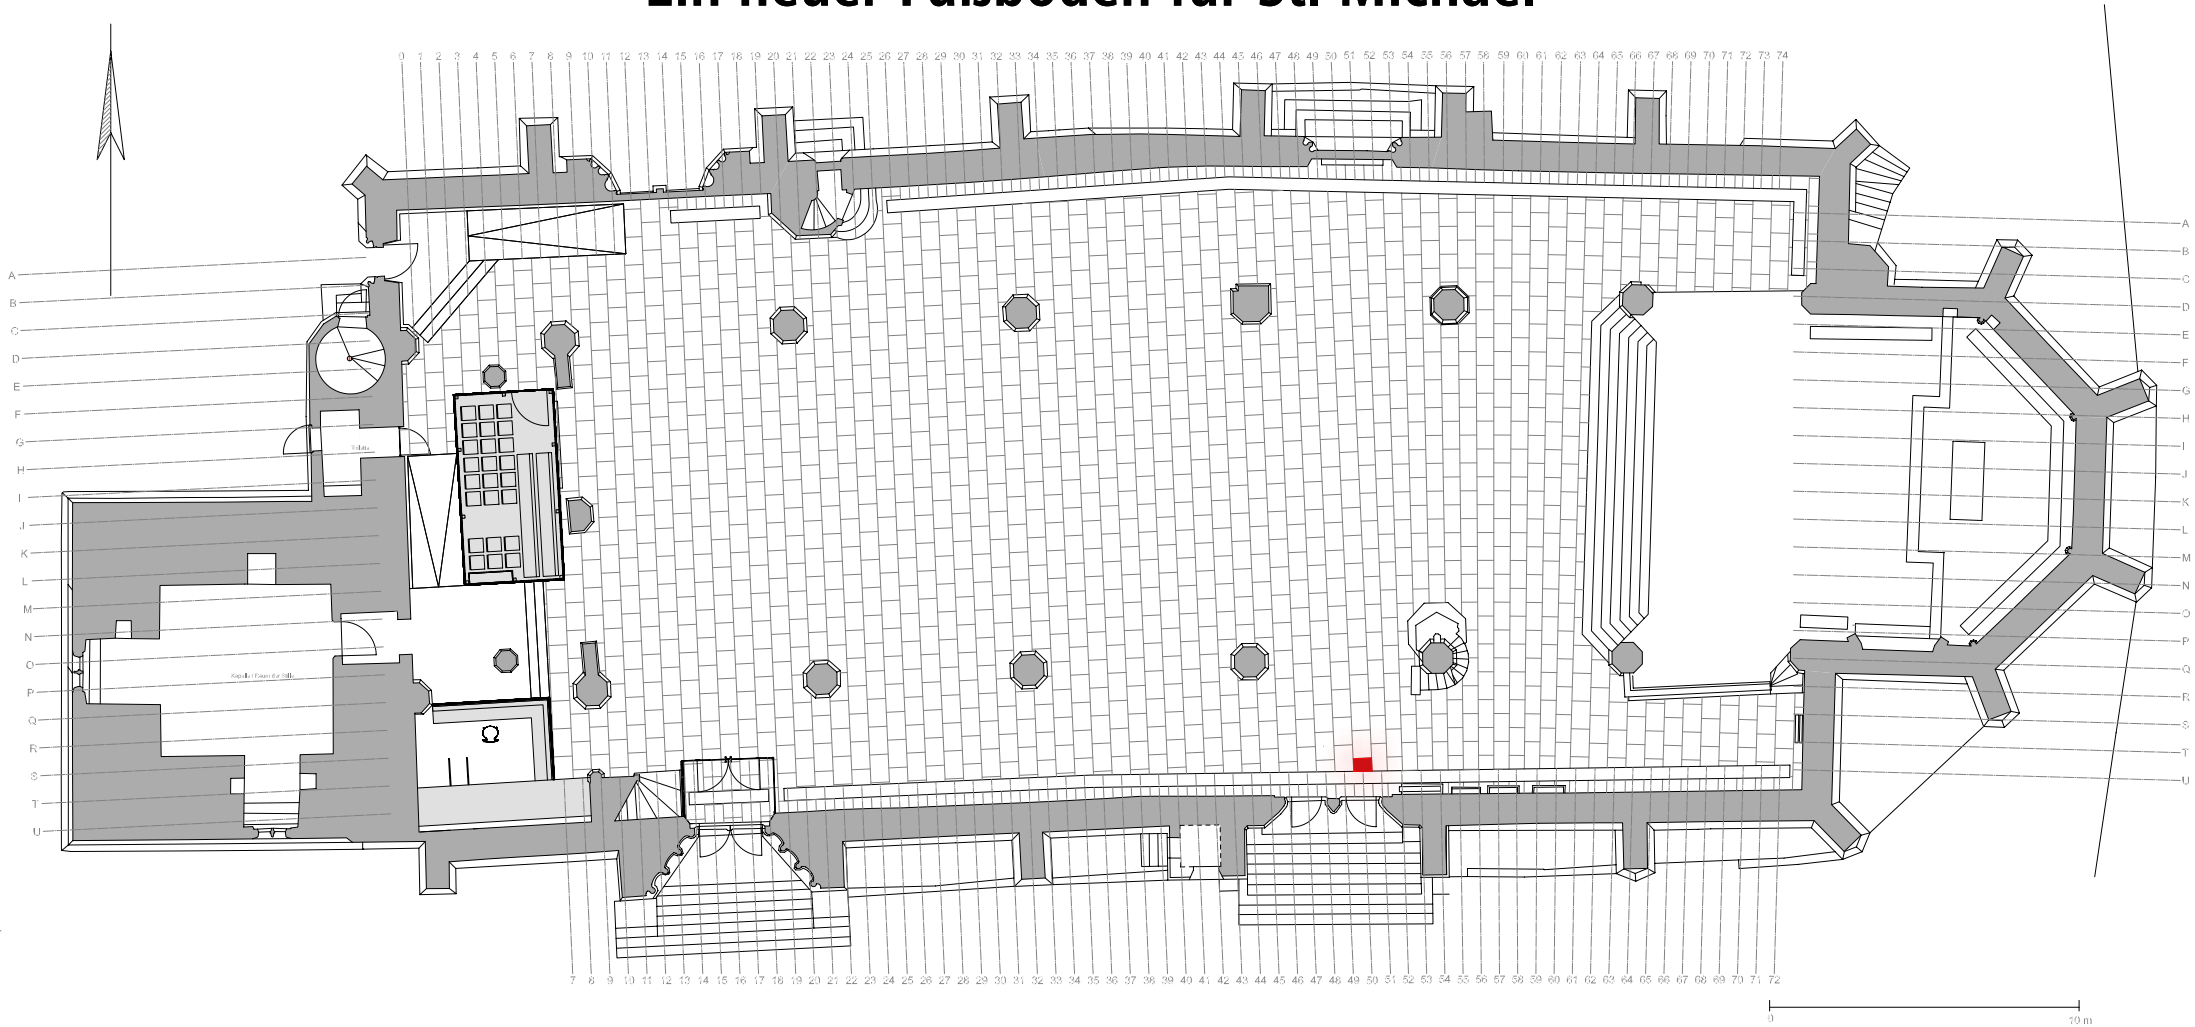 Ein neuer Fußboden für St. Michael
0 1 2 3 4 5 6 7 8 9 10 11 12 13 14 15 16 17 18 19 20 21 22 23 24 25 26 27 28 29 30 31 32 33 34 35 36 37 38 39 40 41 42 43 44 45 46 47 48 49 50 51 52 53 54 55 56 57 58 59 60 61 62 63 64 65 66 67 68 69 70 71 72 73 74
A
B
C
D
E
F
G
H
I
J
K
L
M
N
O
P
Q
R
S
T
U
Kapelle / Raum der Stille
A
B
C
D
E
F
G
H
I
J
K
L
M
N
O
P
Q
R
S
T
U
7 8 9 10 11 12 13 14 15 16 17 18 19 20 21 22 23 24 25 26 27 28 29 30 31 32 33 34 35 36 37 38 39 40 41 42 43 44 45 46 47 48 49 50 51 52 53 54 55 56 57 58 59 60 61 62 63 64 65 66 67 68 69 70 71 72
0 10 m